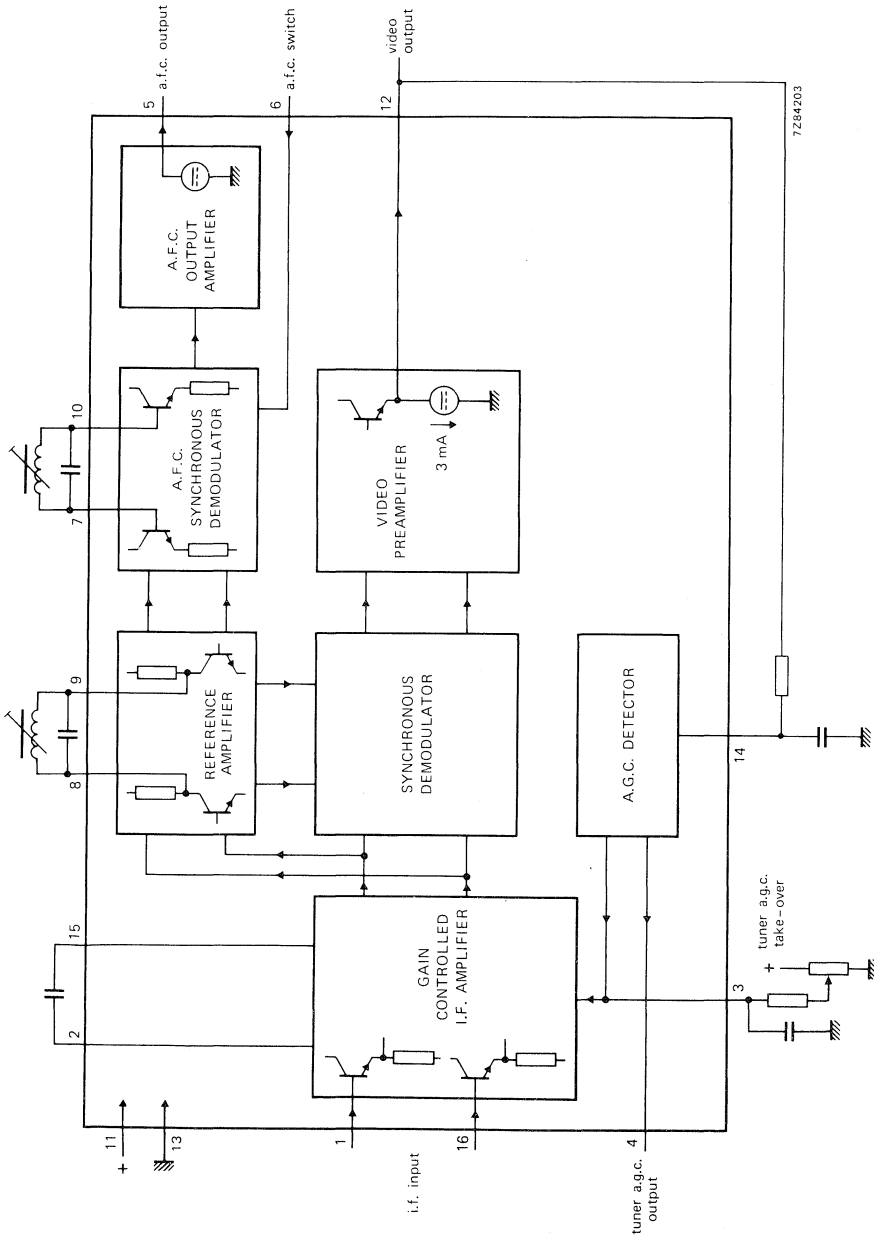 11
+
13
2
15
8
9
7
10
5
a.f.c. output
6
a.f.c. switch
REFERENCE
AMPLIFIER
A.F.C.
SYNCHRONOUS
DEMODULATOR
A.F.C.
OUTPUT
AMPLIFIER
i.f. input
1
16
GAIN
CONTROLLED
I.F. AMPLIFIER
SYNCHRONOUS
DEMODULATOR
VIDEO
PREAMPLIFIER
3 mA
12
video
output
tuner a.g.c.
output
4
A.G.C. DETECTOR
3
+
tuner a.g.c.
take-over
14
7Z84203